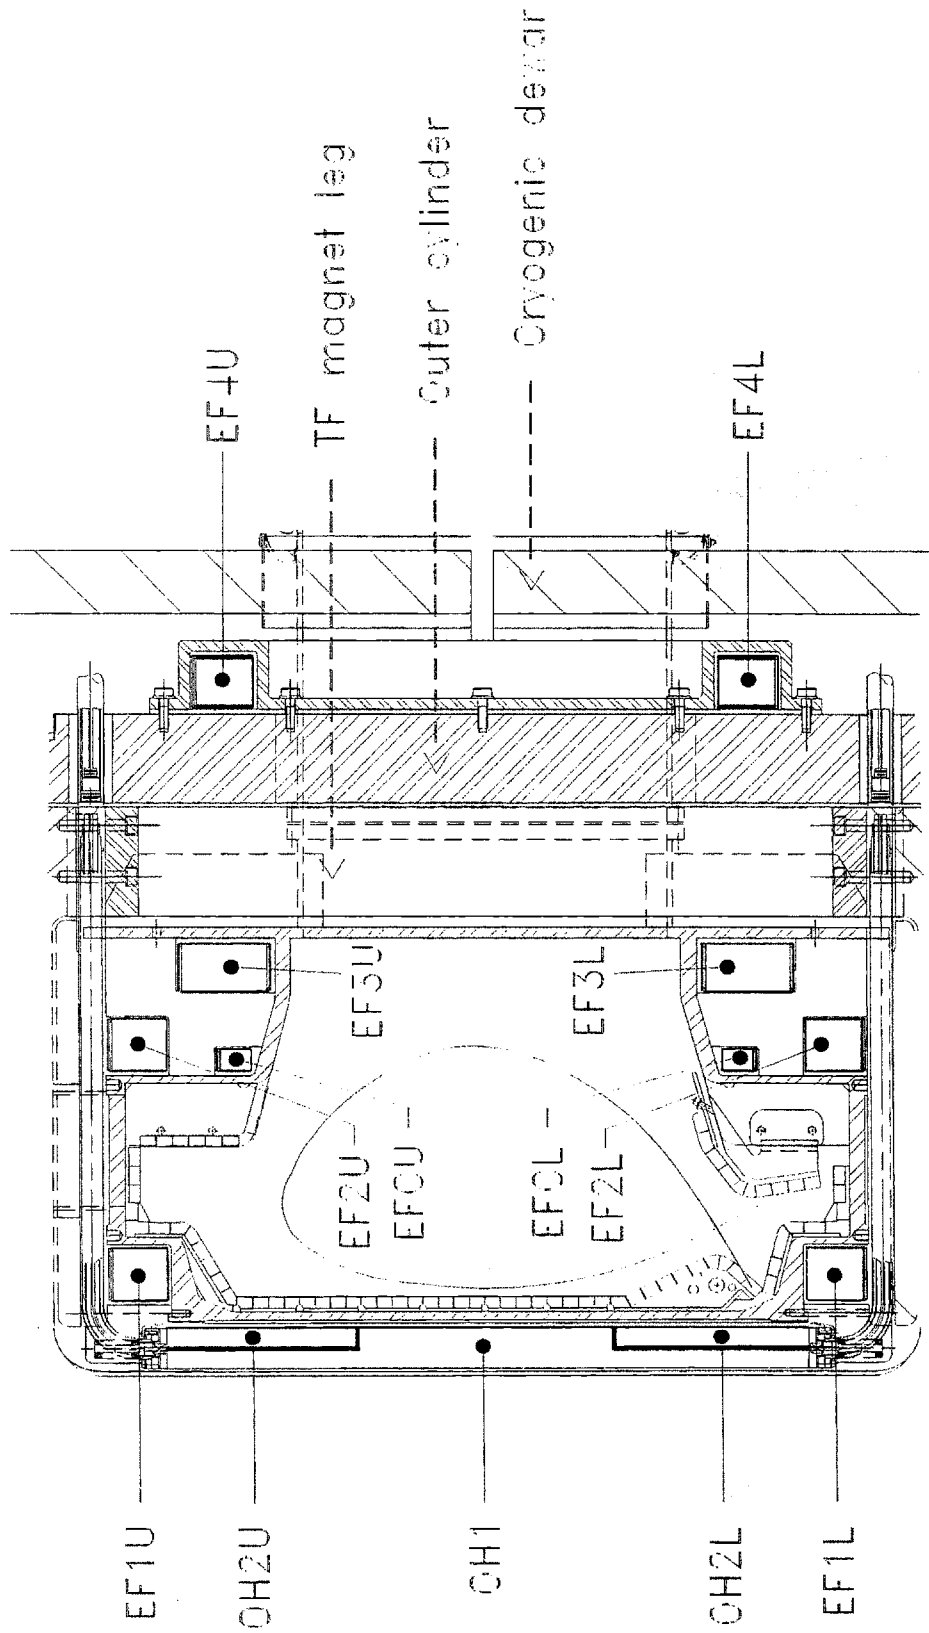 EF4U
TF magnet leg
Outer cylinder
Cryogenic dewar
EF4L
EF3U
EF3L
EF2U
EFCU
EFCL
EF2L
EF1U
OH2U
OH1
OH2L
EF1L